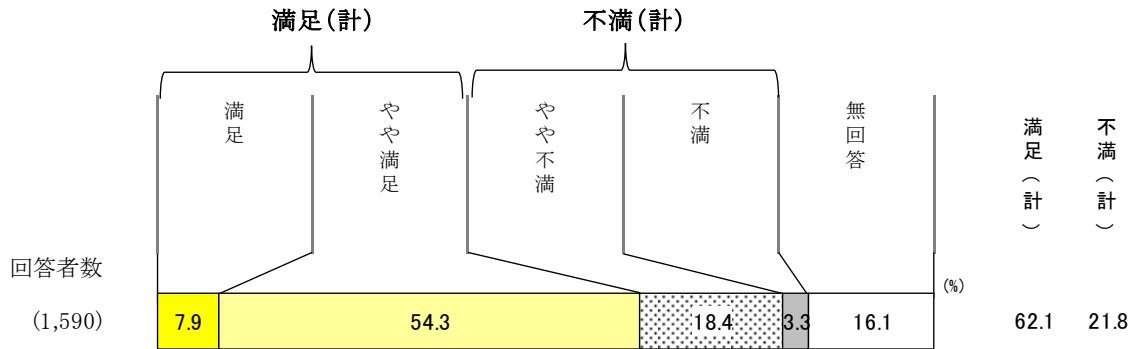 満足(計) 不満(計)
満足 やや満足 やや不満 不満 無回答 満足(計) 不満(計)
回答者数
(%)
(1,590) 7.9 54.3 18.4 3.3 16.1 62.1 21.8